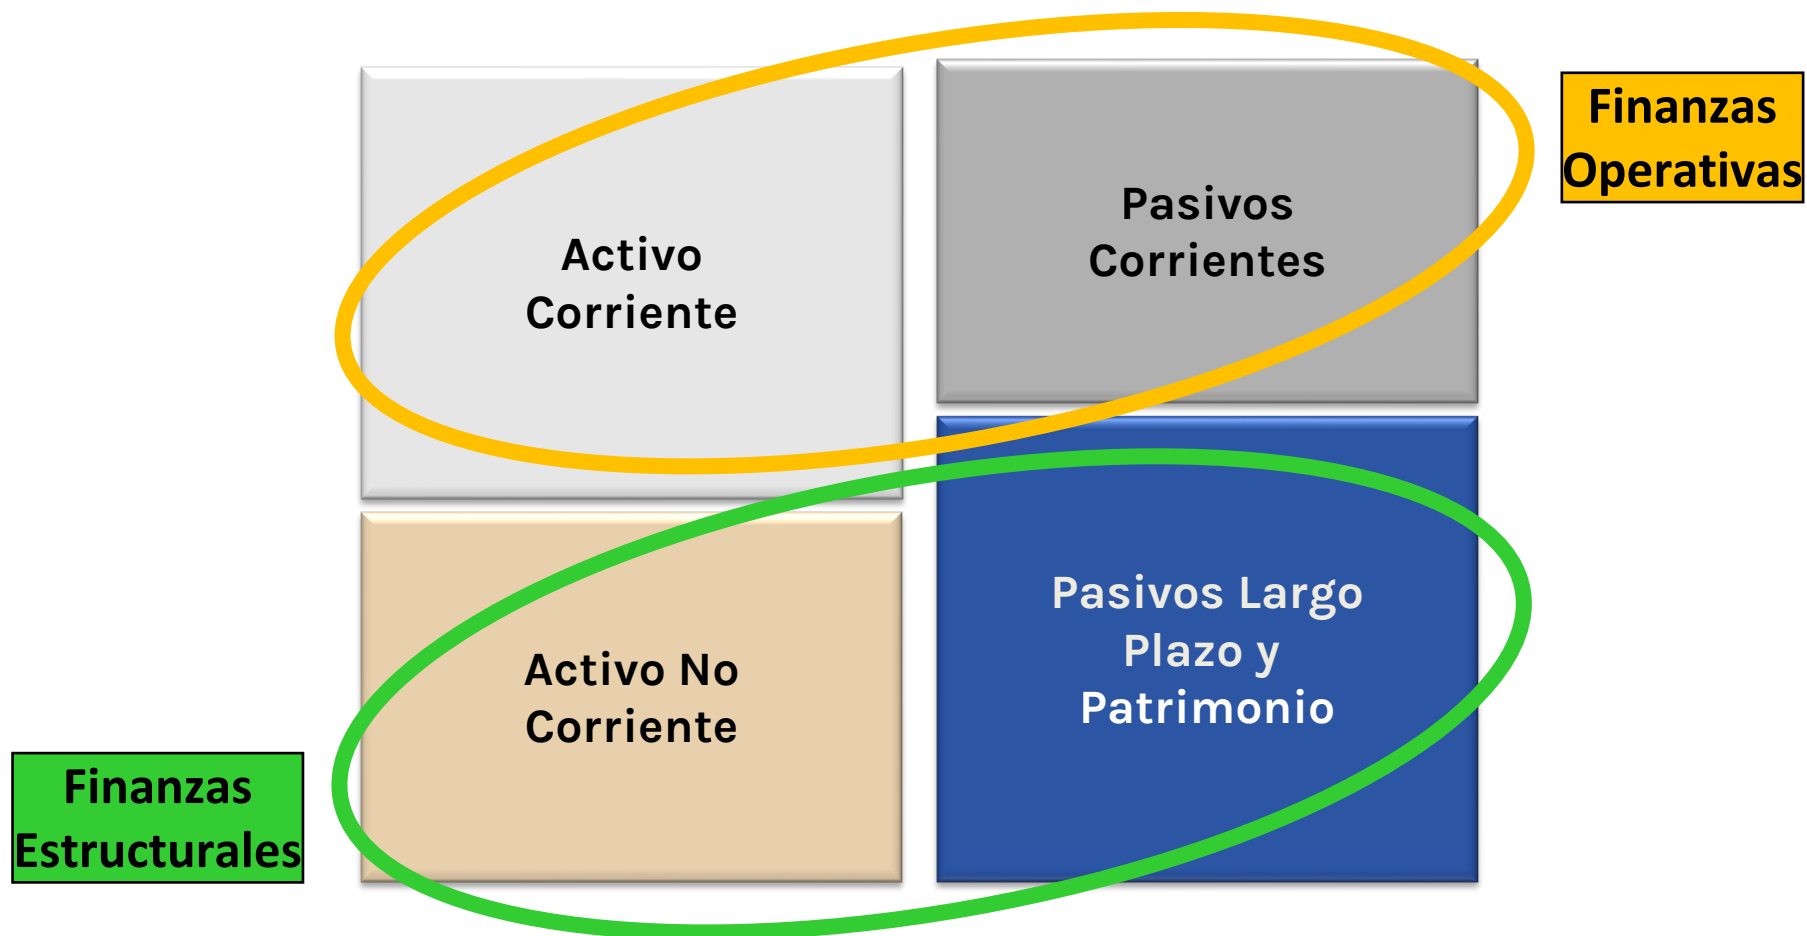 Finanzas
Operativas
Pasivos
Corrientes
Activo
Corriente
Pasivos Largo
Plazo y
Patrimonio
Activo No
Corriente
Finanzas
Estructurales